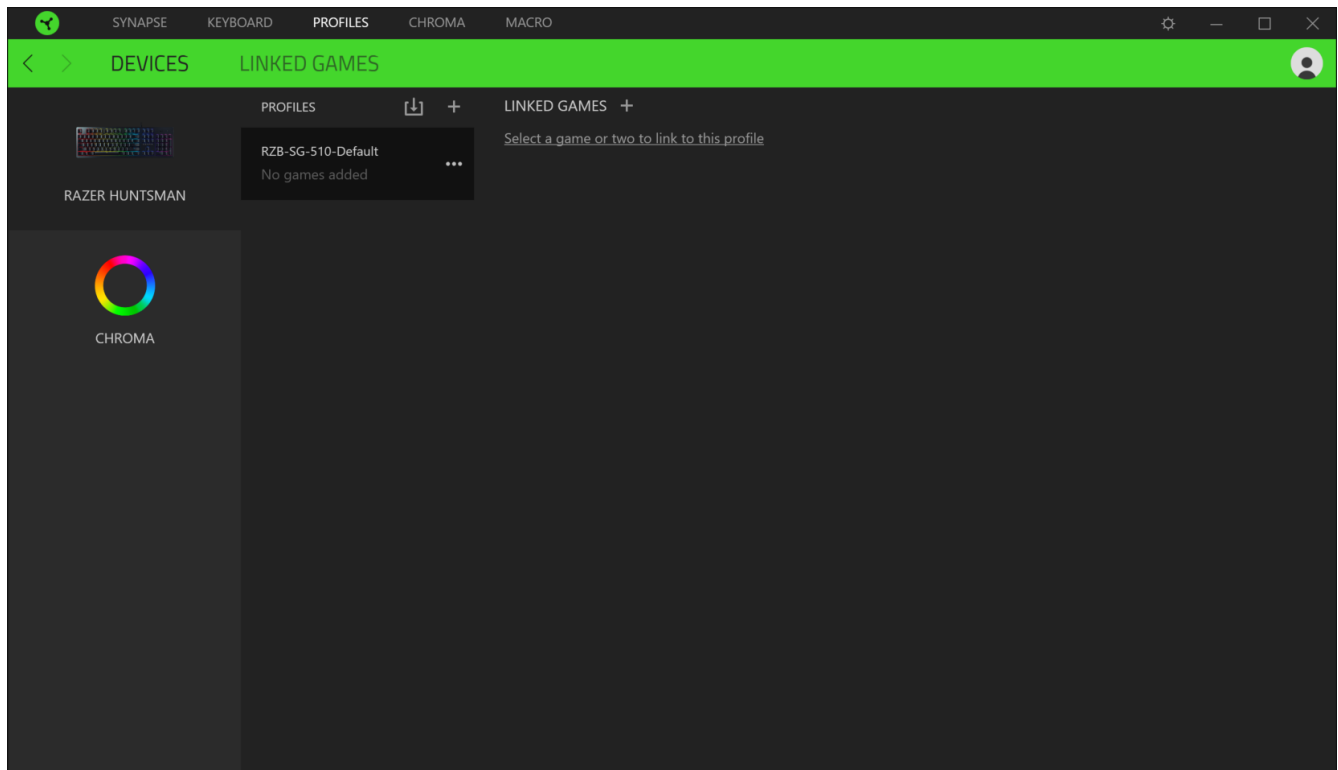 SYNAPSE KEYBOARD PROFILES CHROMA MACRO
DEVICES LINKED GAMES
RAZER HUNTSMAN
CHROMA
PROFILES
RZB-SG-510-Default
No games added
LINKED GAMES
Select a game or two to link to this profile